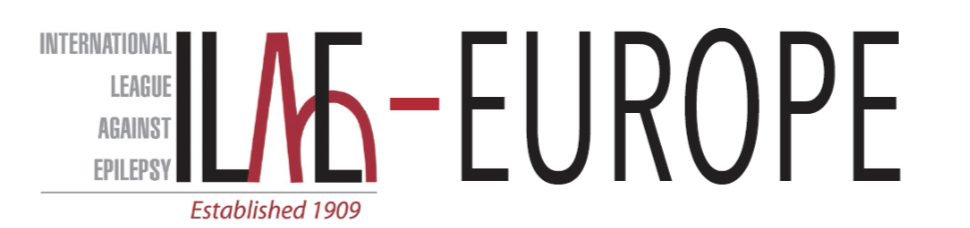 INTERNATIONAL
LEAGUE
AGAINST
EPILEPSY
ILAE-EUROPE
Established 1909